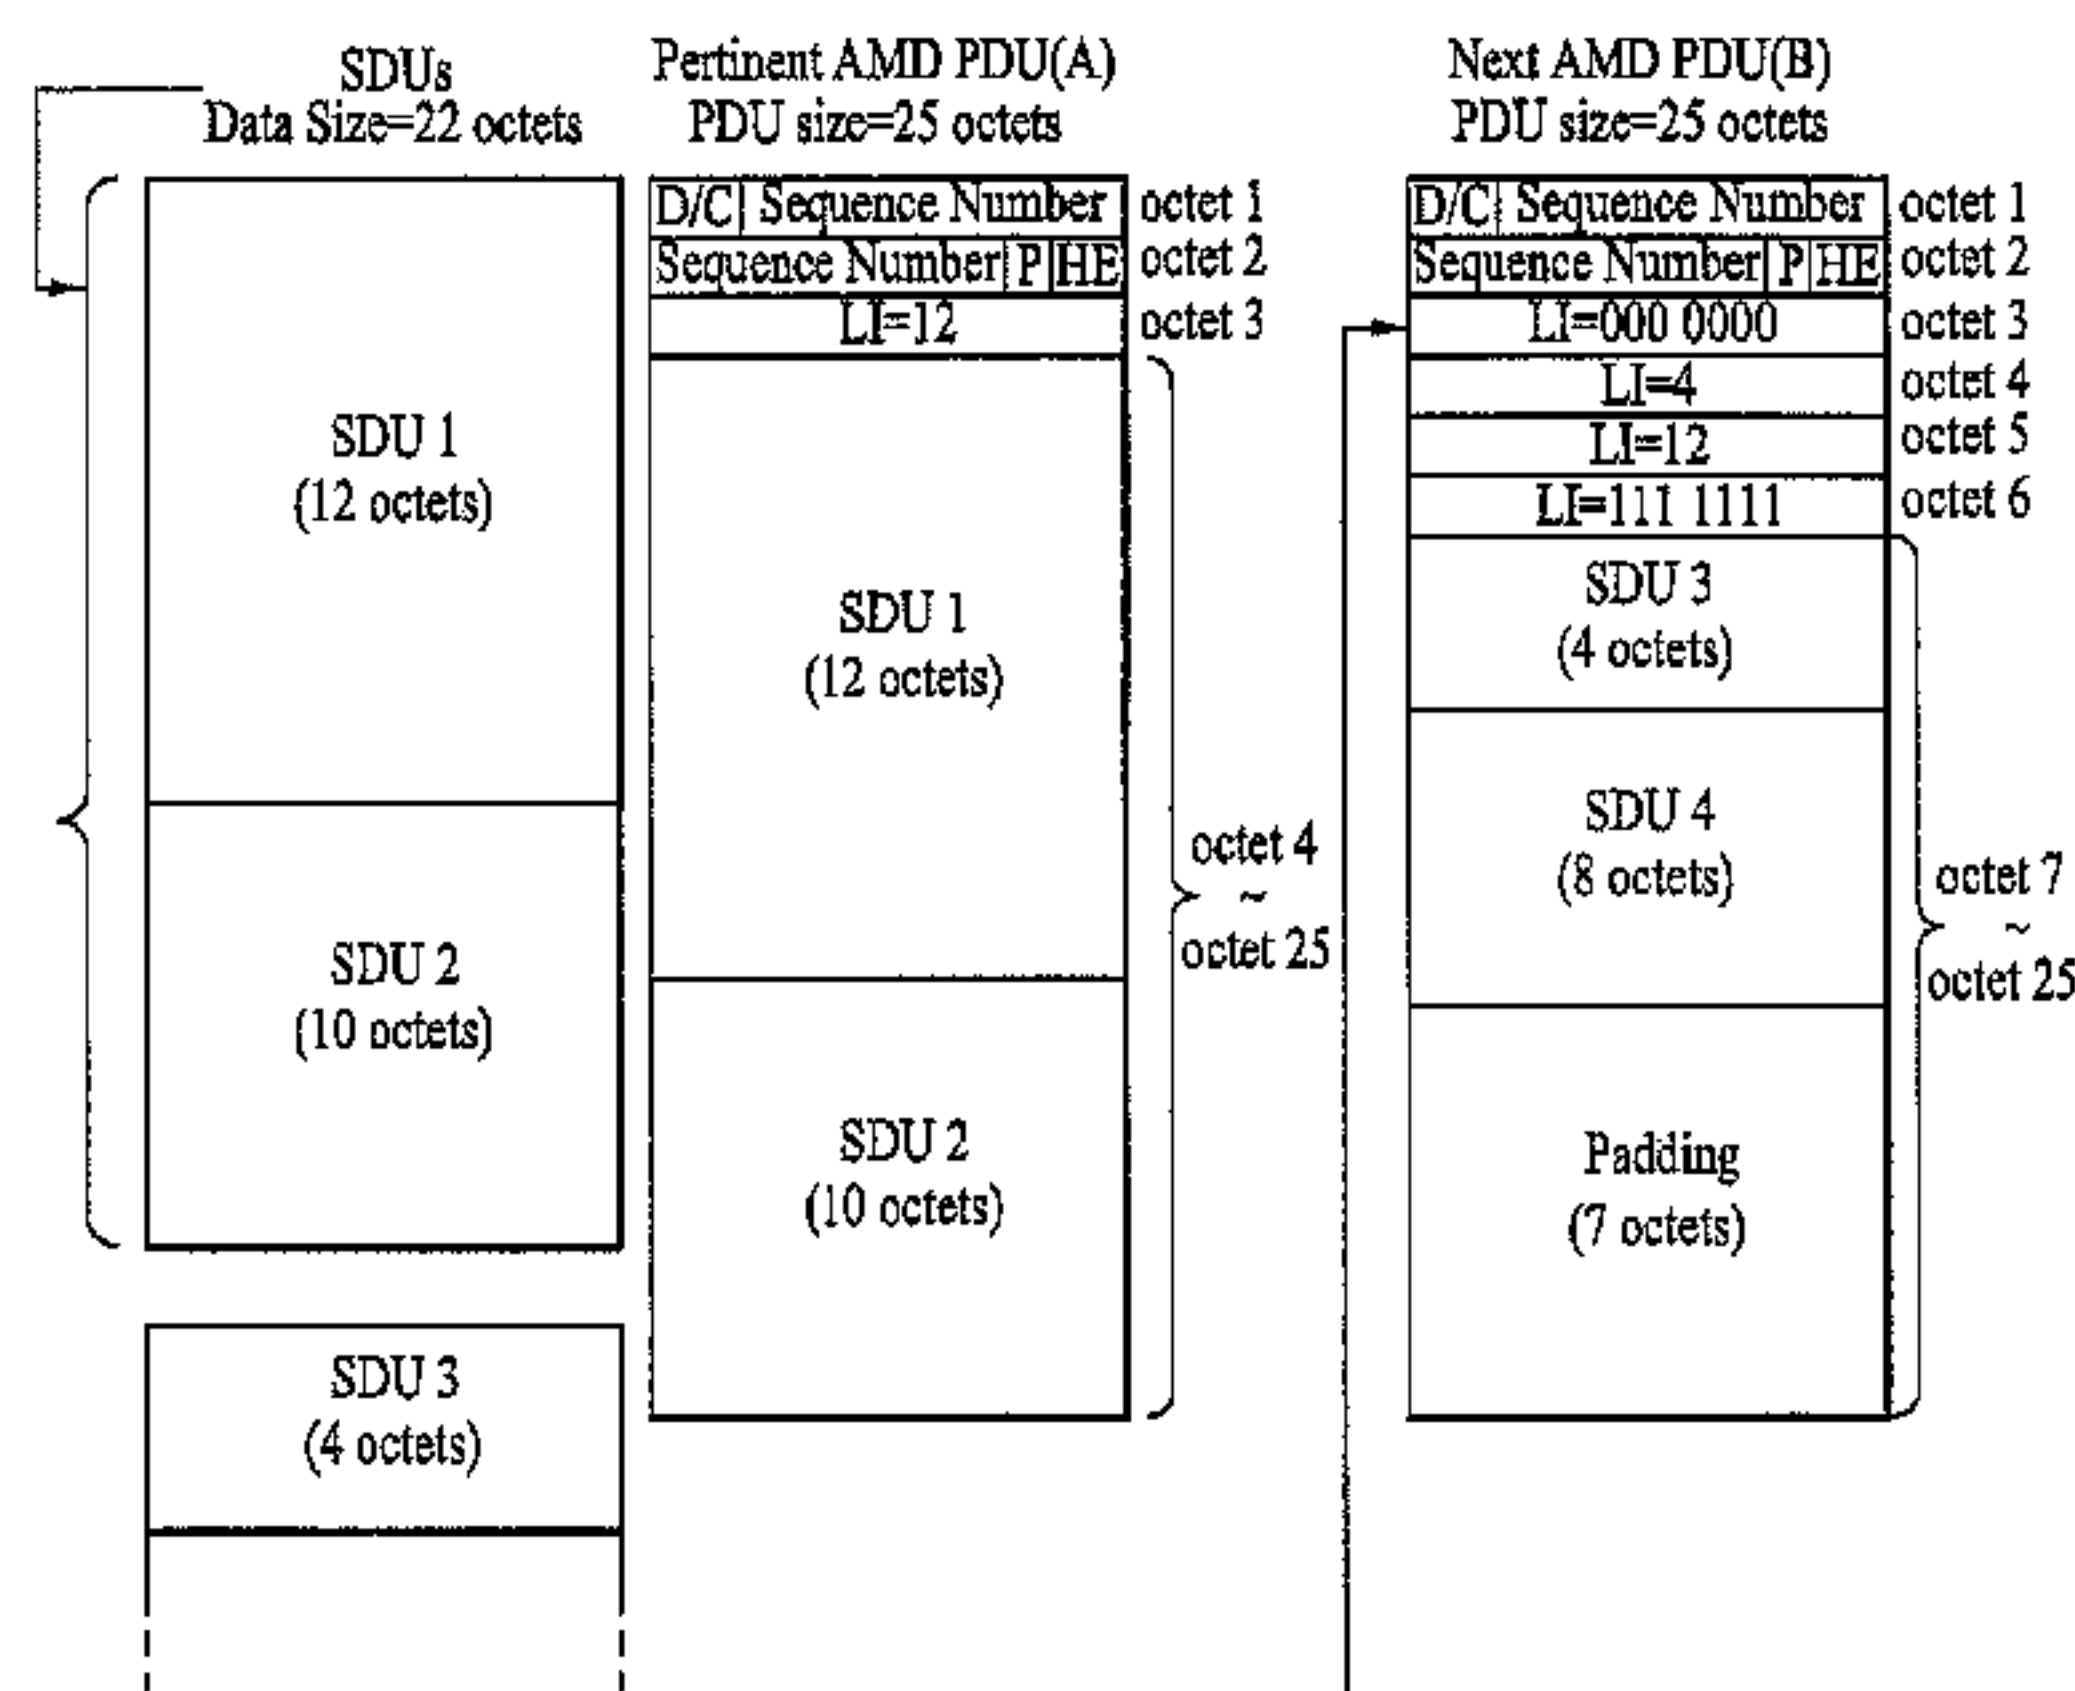 SDUs
Data Size=22 octets
SDU 1
(12 octets)
SDU 2
(10 octets)
SDU 3
(4 octets)
Pertinent AMD PDU(A)
PDU size=25 octets
D/C Sequence Number octet 1
Sequence Number P HE octet 2
LI=12 octet 3
SDU 1
(12 octets)
octet 4
~
octet 25
SDU 2
(10 octets)
Next AMD PDU(B)
PDU size=25 octets
D/C Sequence Number octet 1
Sequence Number P HE octet 2
LI=000 0000 octet 3
LI=4 octet 4
LI=12 octet 5
LI=111 1111 octet 6
SDU 3
(4 octets)
SDU 4
(8 octets)
octet 7
~
octet 25
Padding
(7 octets)